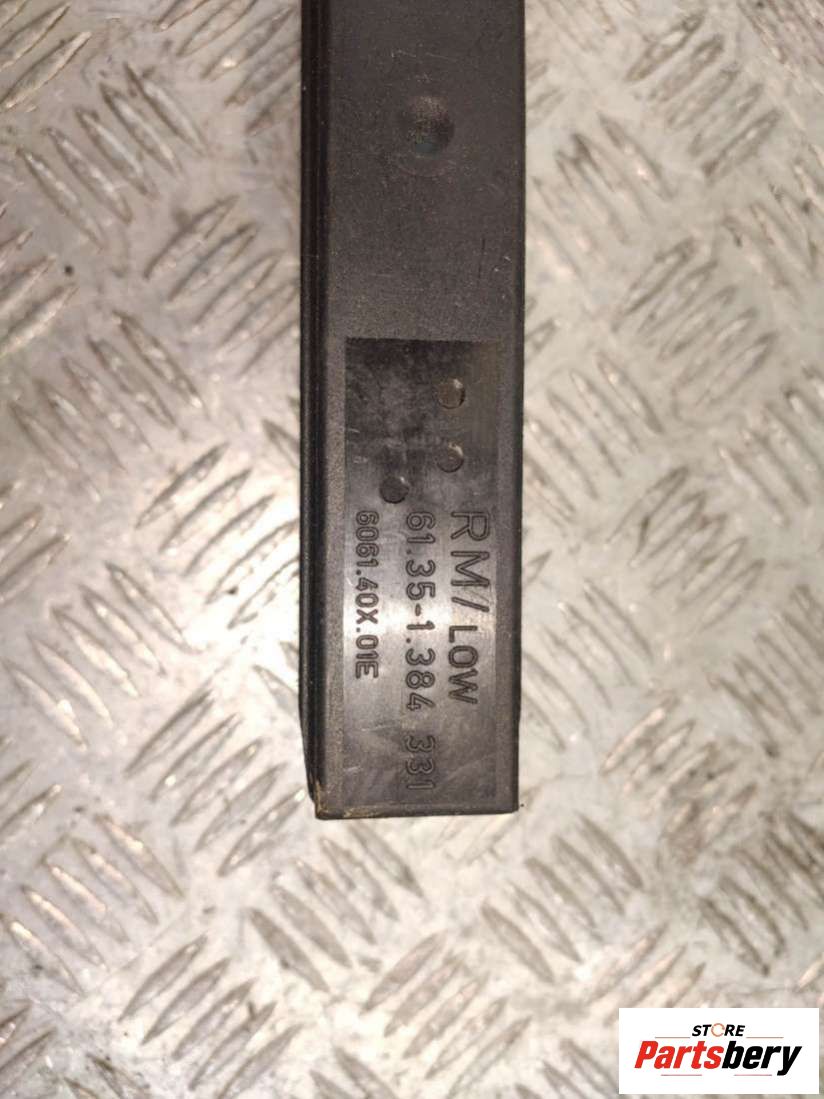 RM/LOW
61.35-1.384 331
6061.40X.01E
STORE
Partsbery